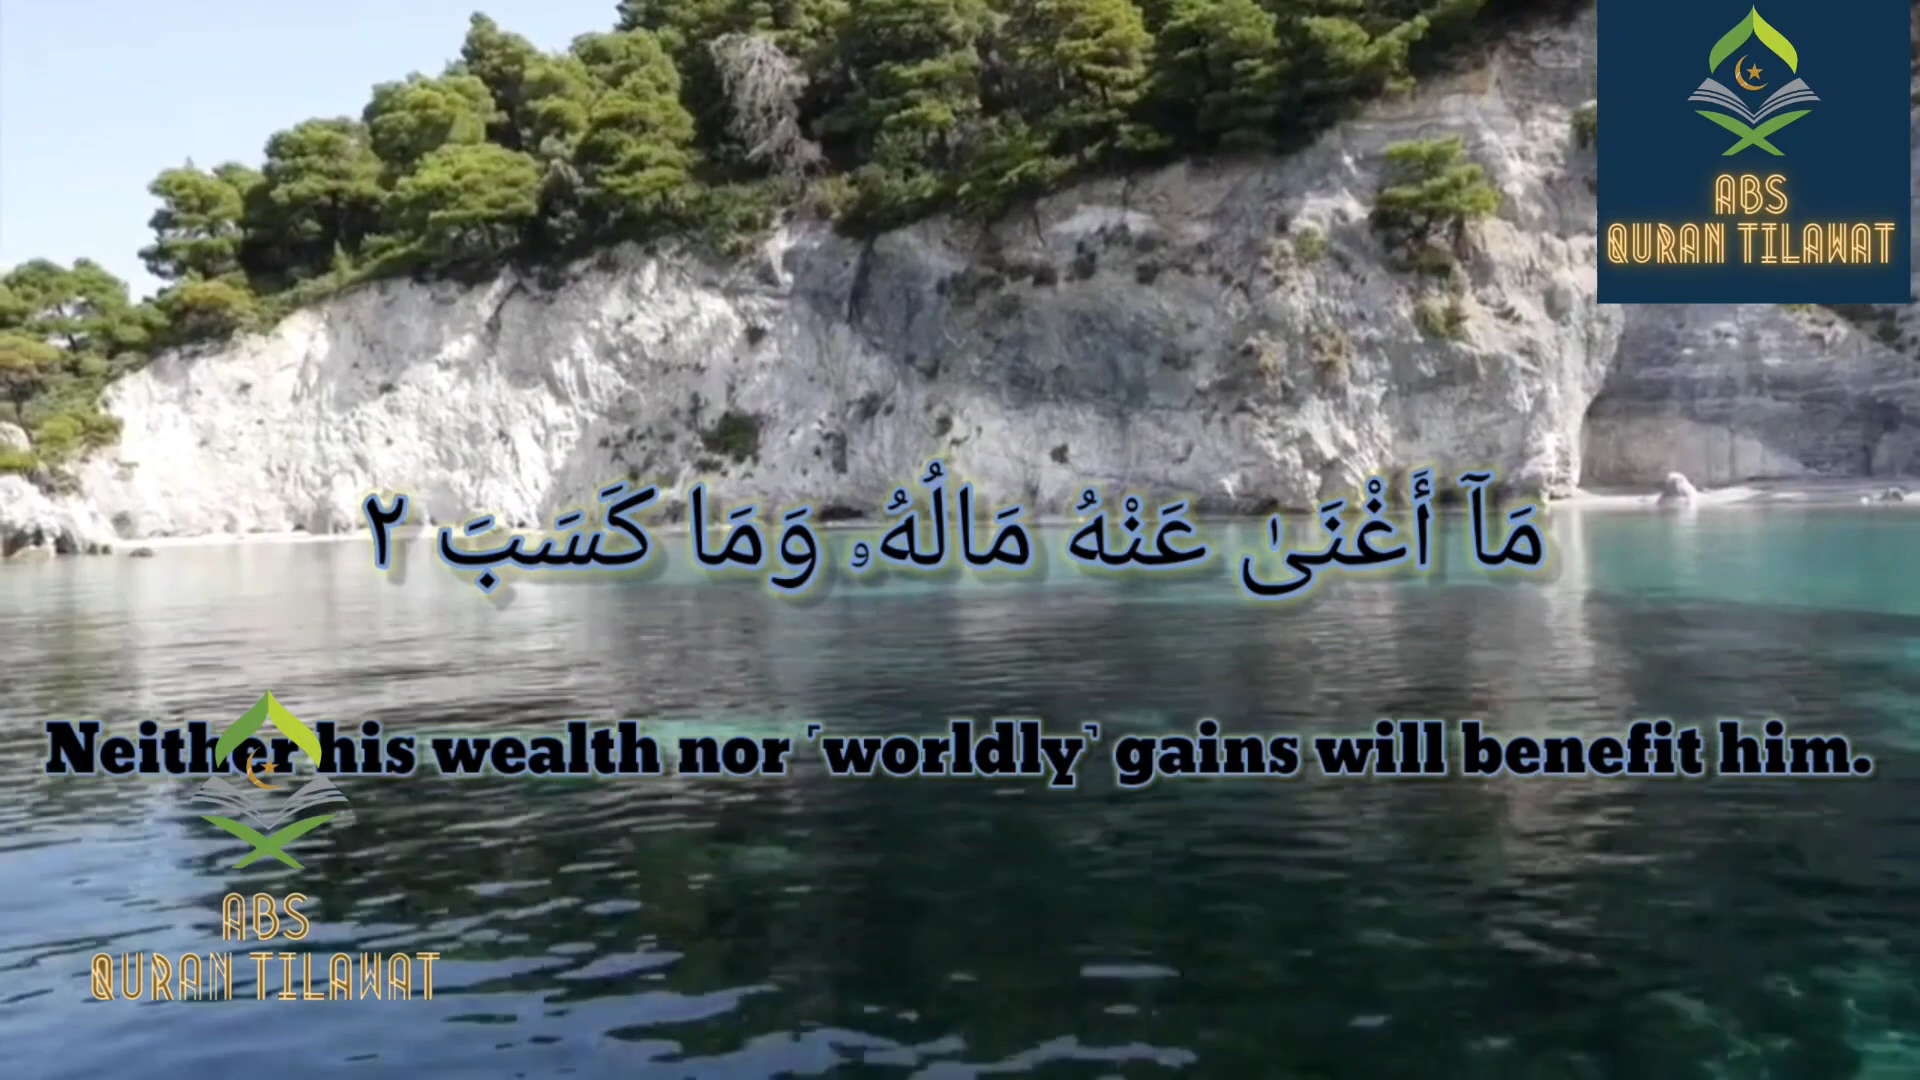 ABS
QURAN TILAWAT
مَآ أَغْنَىٰ عَنْهُ مَالُهُۥ وَمَا كَسَبَ ٢
Neither his wealth nor ˹worldly˺ gains will benefit him.
ABS
QURAN TILAWAT